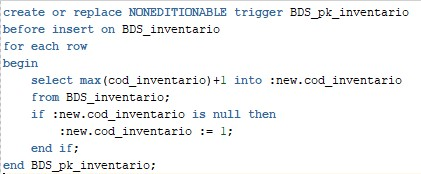 create or replace NONEDITIONABLE trigger BDS_pk_inventario
before insert on BDS_inventario
for each row
begin
    select max(cod_inventario)+1 into :new.cod_inventario
    from BDS_inventario;
    if :new.cod_inventario is null then
        :new.cod_inventario := 1;
    end if;
end BDS_pk_inventario;